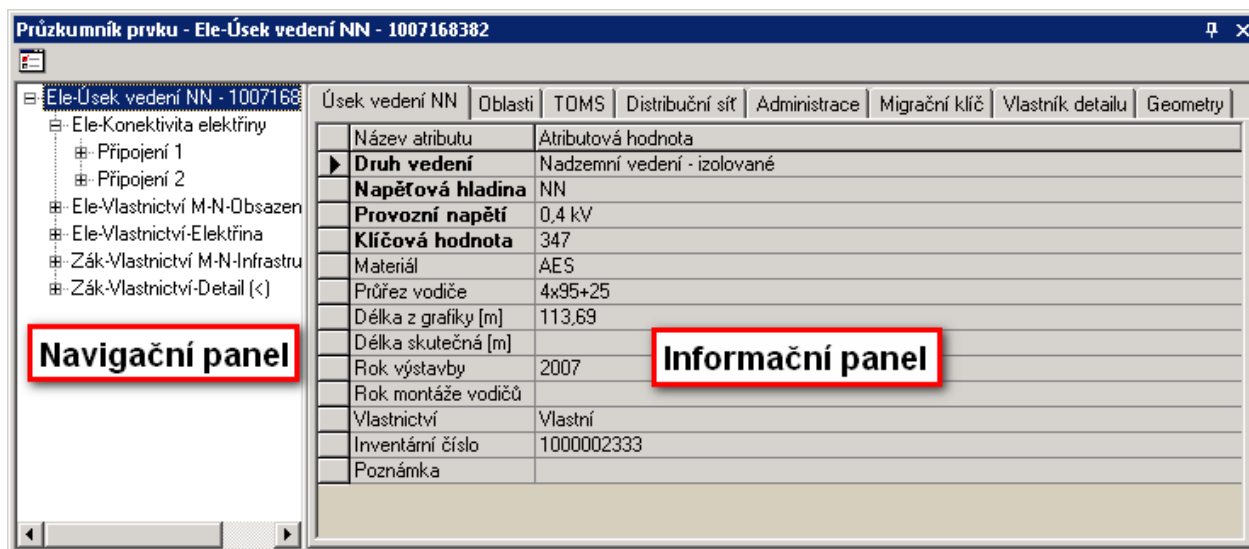 Průzkumník prvku - Ele-Úsek vedení NN - 1007168382
Ele-Úsek vedení NN - 1007168
Ele-Konektivita elektřiny
Připojení 1
Připojení 2
Ele-Vlastnictví M-N-Obsazen
Ele-Vlastnictví-Elektřina
Zák-Vlastnictví M-N-Infrastru
Zák-Vlastnictví-Detail (<)
Navigační panel
Úsek vedení NN Oblasti TOMS Distribuční síť Administrace Migrační klíč Vlastník detailu Geometry
Název atributu Atributová hodnota
Druh vedení Nadzemní vedení - izolované
Napěťová hladina NN
Provozní napětí 0,4 kV
Klíčová hodnota 347
Materiál AES
Průřez vodiče 4x95+25
Délka z grafiky [m] 113,69
Délka skutečná [m]
Rok výstavby 2007
Rok montáže vodičů
Vlastnictví Vlastní
Inventární číslo 1000002333
Poznámka
Informační panel